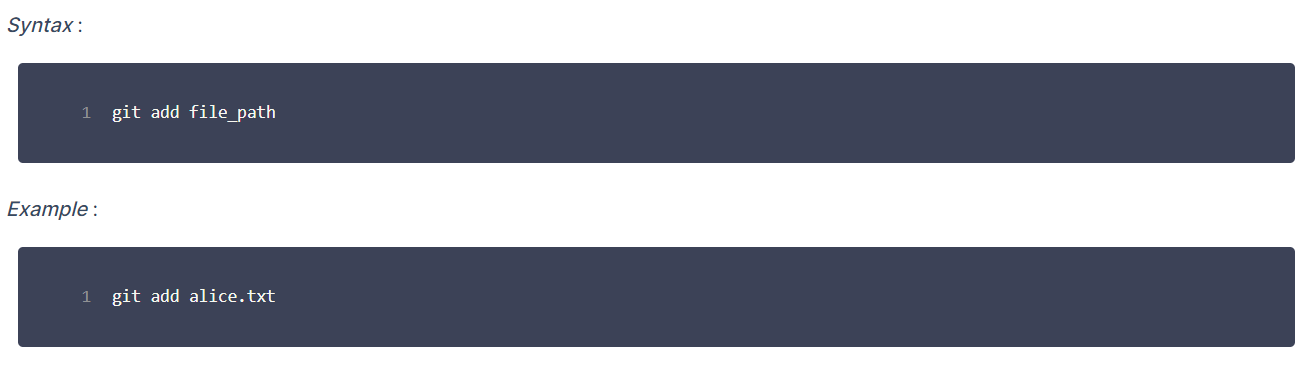 Syntax :
1 git add file_path
Example :
1 git add alice.txt